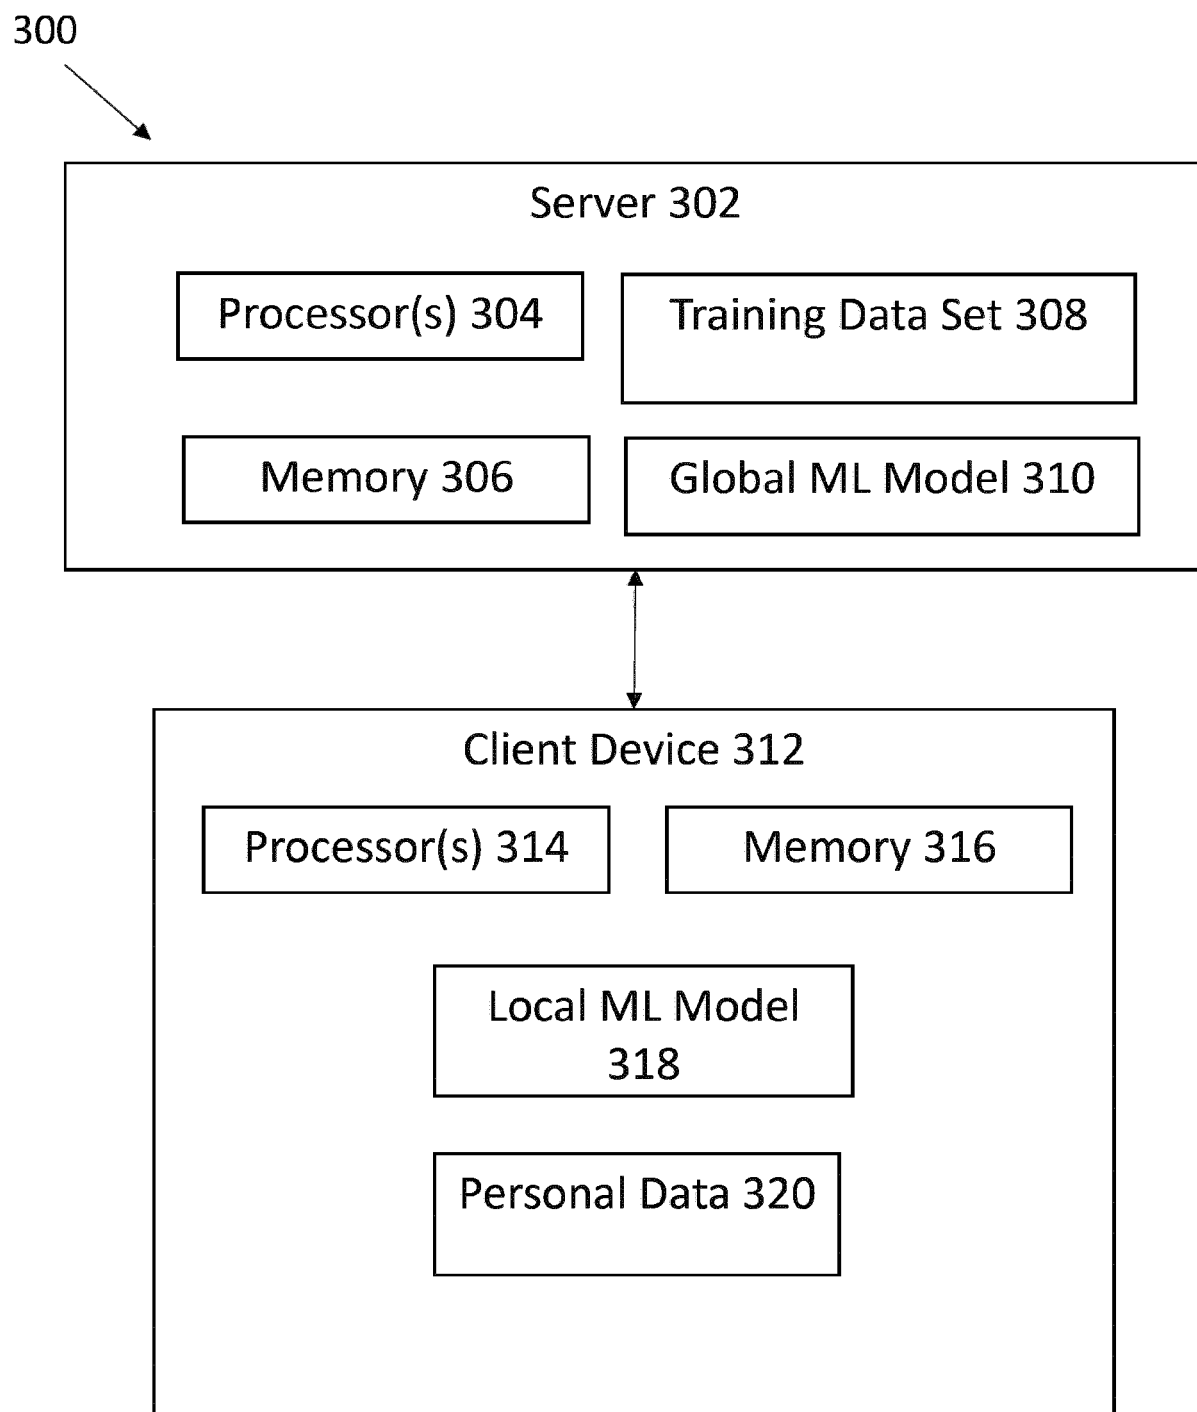 300
Server 302
Processor(s) 304
Training Data Set 308
Memory 306
Global ML Model 310
Client Device 312
Processor(s) 314
Memory 316
Local ML Model
318
Personal Data 320